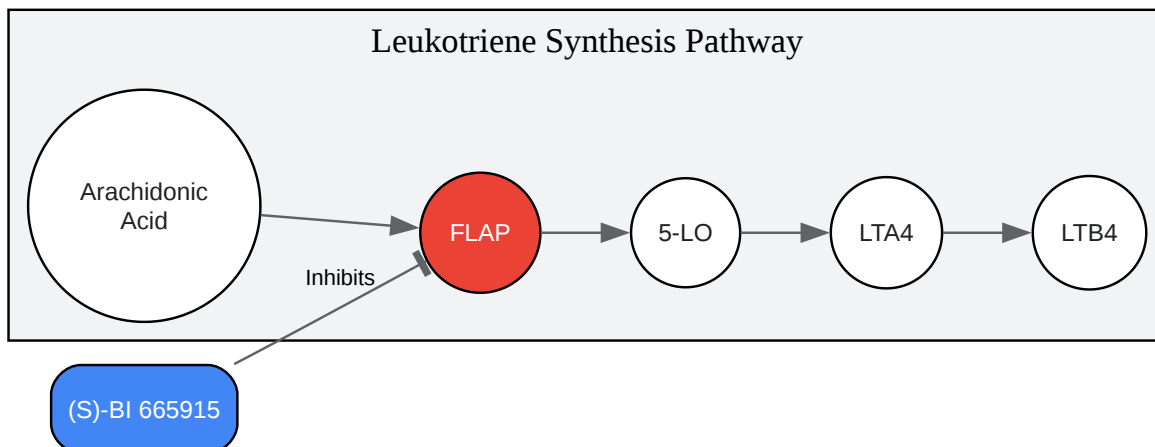 Leukotriene Synthesis Pathway
Arachidonic
Acid
FLAP
5-LO
LTA4
LTB4
Inhibits
(S)-BI 665915